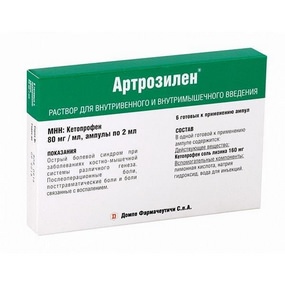 Артрозилен®
РАСТВОР ДЛЯ ВНУТРИВЕННОГО И ВНУТРИМЫШЕЧНОГО ВВЕДЕНИЯ
МНН: Кетопрофен
80 мг / мл, ампулы по 2 мл
ПОКАЗАНИЯ
Острый болевой синдром при
заболеваниях костно-мышечной
системы различного генеза.
Послеоперационные боли,
посттравматические боли и боли
связанные с воспалением.
6 готовых к применению ампул
СОСТАВ
В одной готовой к применению
ампуле содержится:
Действующее вещество:
Кетопрофен соль лизина 160 мг
Вспомогательные компоненты:
лимонная кислота, натрия
гидроксид, вода для инъекций.
Домпе Фармачеутичи С.п.А.